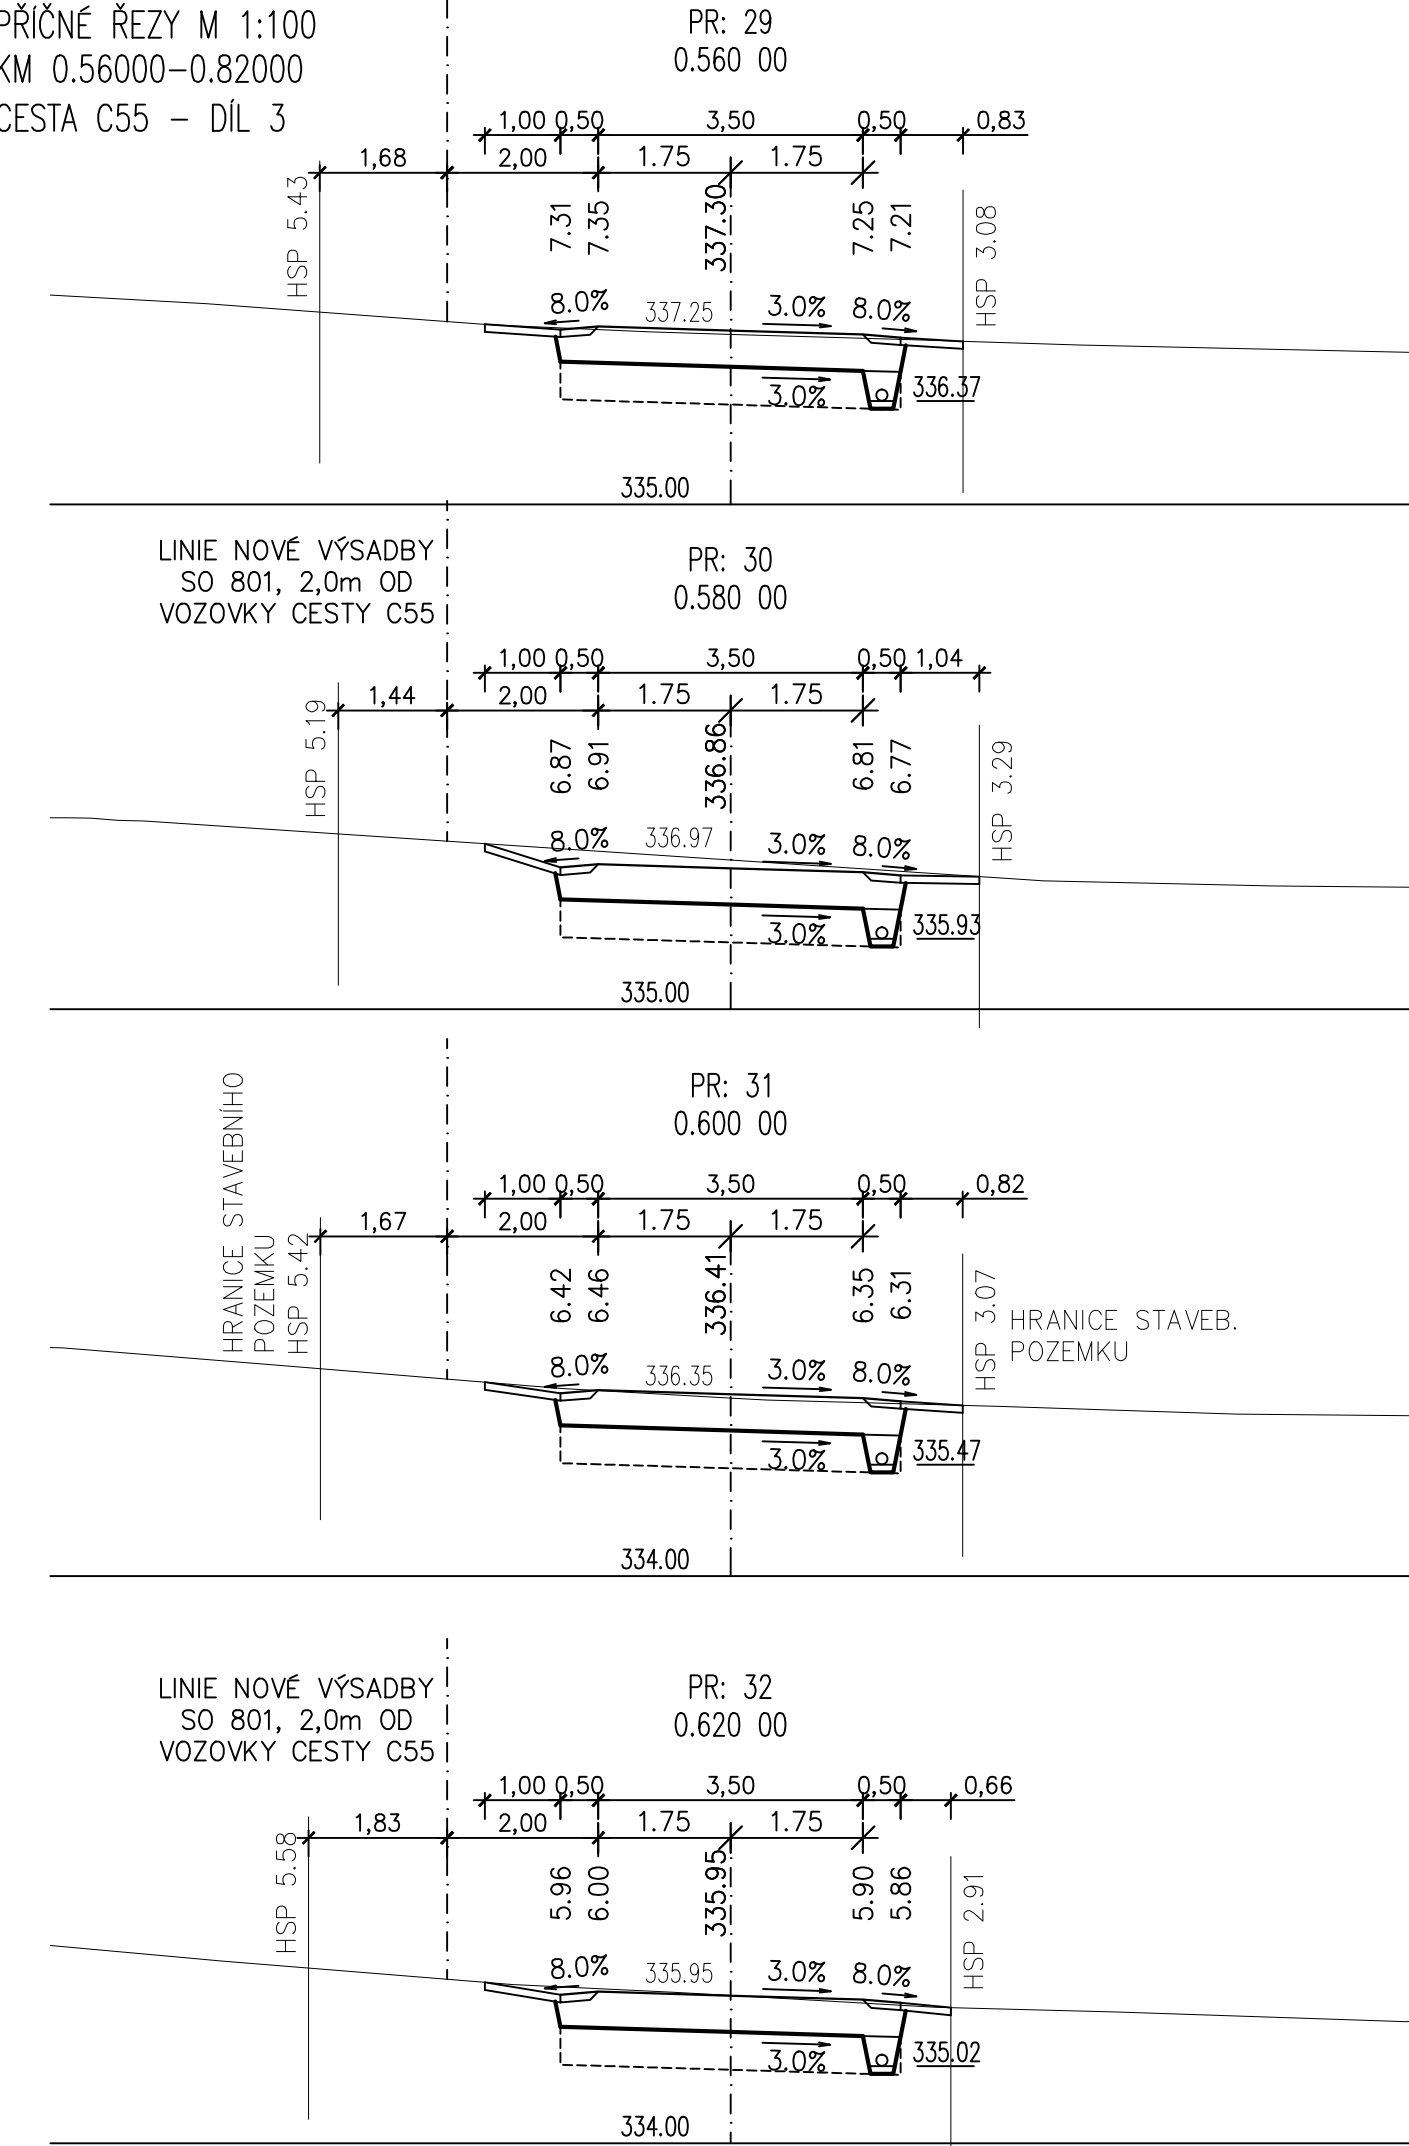 PŘÍČNÉ ŘEZY M 1:100
KM 0.56000-0.82000
CESTA C55 - DÍL 3
PR: 29
0.560 00
1,00 0,50 3,50 0,50 0,83
1,68 2,00 1.75 1.75
HSP 5.43
7.31
7.35
337.30
7.25
7.21
HSP 3.08
8.0% 337.25 3.0% 8.0%
3.0% 336.37
335.00
LINIE NOVÉ VÝSADBY
SO 801, 2,0m OD
VOZOVKY CESTY C55
PR: 30
0.580 00
1,00 0,50 3,50 0,50 1,04
1,44 2,00 1.75 1.75
HSP 5.19
6.87
6.91
336.86
6.81
6.77
HSP 3.29
8.0% 336.97 3.0% 8.0%
3.0% 335.93
335.00
PR: 31
0.600 00
1,00 0,50 3,50 0,50 0,82
1,67 2,00 1.75 1.75
HRANICE STAVEBNÍHO
POZEMKU
HSP 5.42
6.42
6.46
336.41
6.35
6.31
HSP 3.07
HRANICE STAVEB.
POZEMKU
8.0% 336.35 3.0% 8.0%
3.0% 335.47
334.00
LINIE NOVÉ VÝSADBY
SO 801, 2,0m OD
VOZOVKY CESTY C55
PR: 32
0.620 00
1,00 0,50 3,50 0,50 0,66
1,83 2,00 1.75 1.75
HSP 5.58
5.96
6.00
335.95
5.90
5.86
HSP 2.91
8.0% 335.95 3.0% 8.0%
3.0% 335.02
334.00